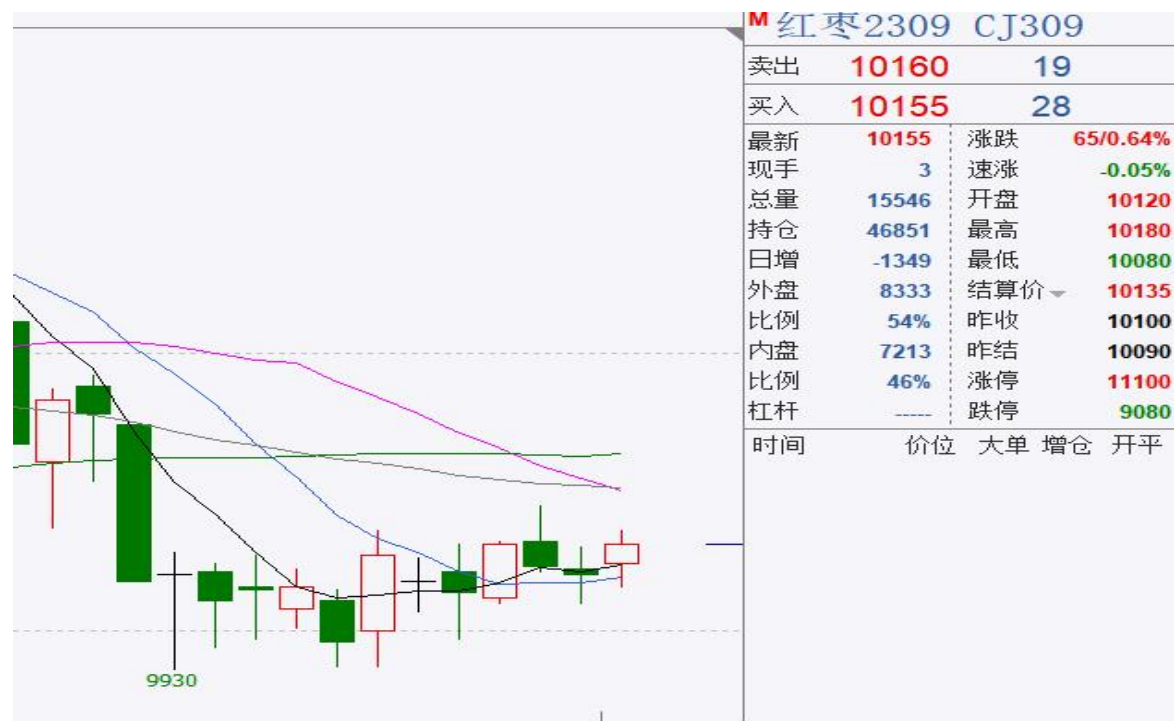 M 红枣2309 CJ309
卖出 10160 19
买入 10155 28
最新 10155 涨跌 65/0.64%
现手 3 速涨 -0.05%
总量 15546 开盘 10120
持仓 46851 最高 10180
日增 -1349 最低 10080
外盘 8333 结算价 10135
比例 54% 昨收 10100
内盘 7213 昨结 10090
比例 46% 涨停 11100
杠杆 ----- 跌停 9080
时间 价位 大单 增仓 开平
9930